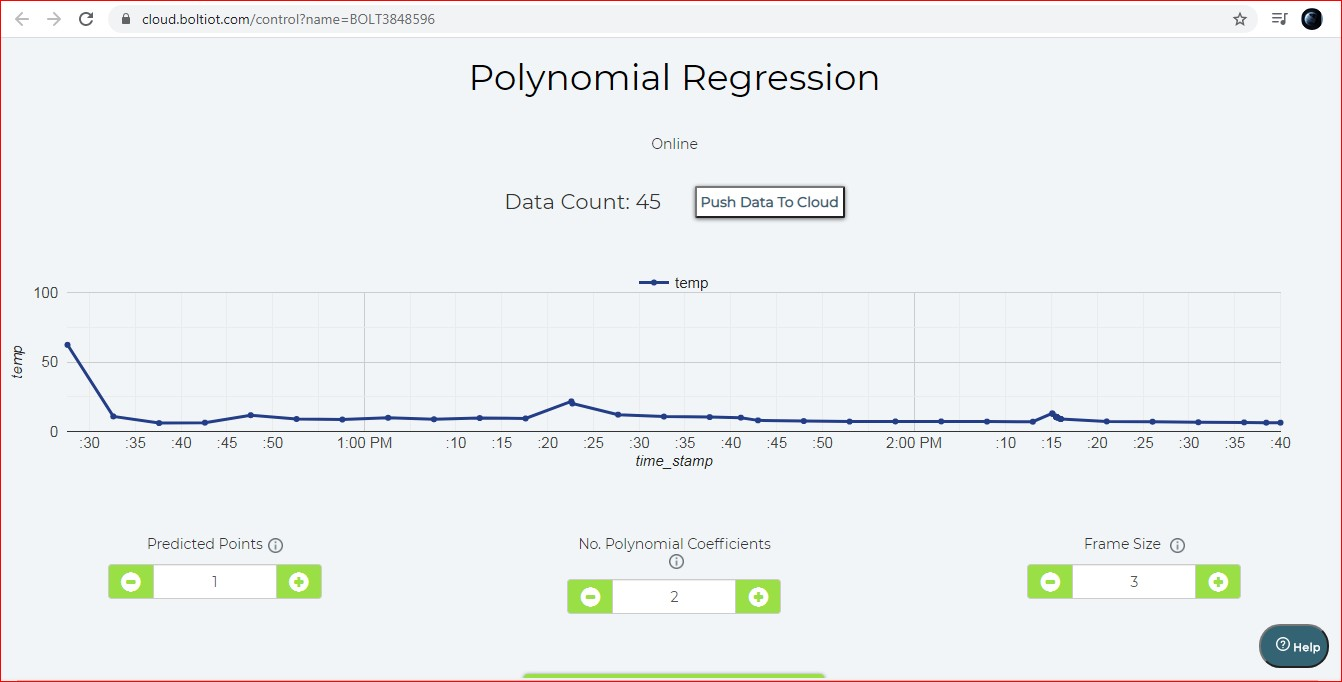 cloud.boltiot.com/control?name=BOLT3848596
Polynomial Regression
Online
Data Count: 45 Push Data To Cloud
temp
100
50
0
temp
:30 :35 :40 :45 :50 1:00 PM :10 :15 :20 :25 :30 :35 :40 :45 :50 2:00 PM :10 :15 :20 :25 :30 :35 :40
time_stamp
Predicted Points No. Polynomial Coefficients Frame Size
1 2 3
Help